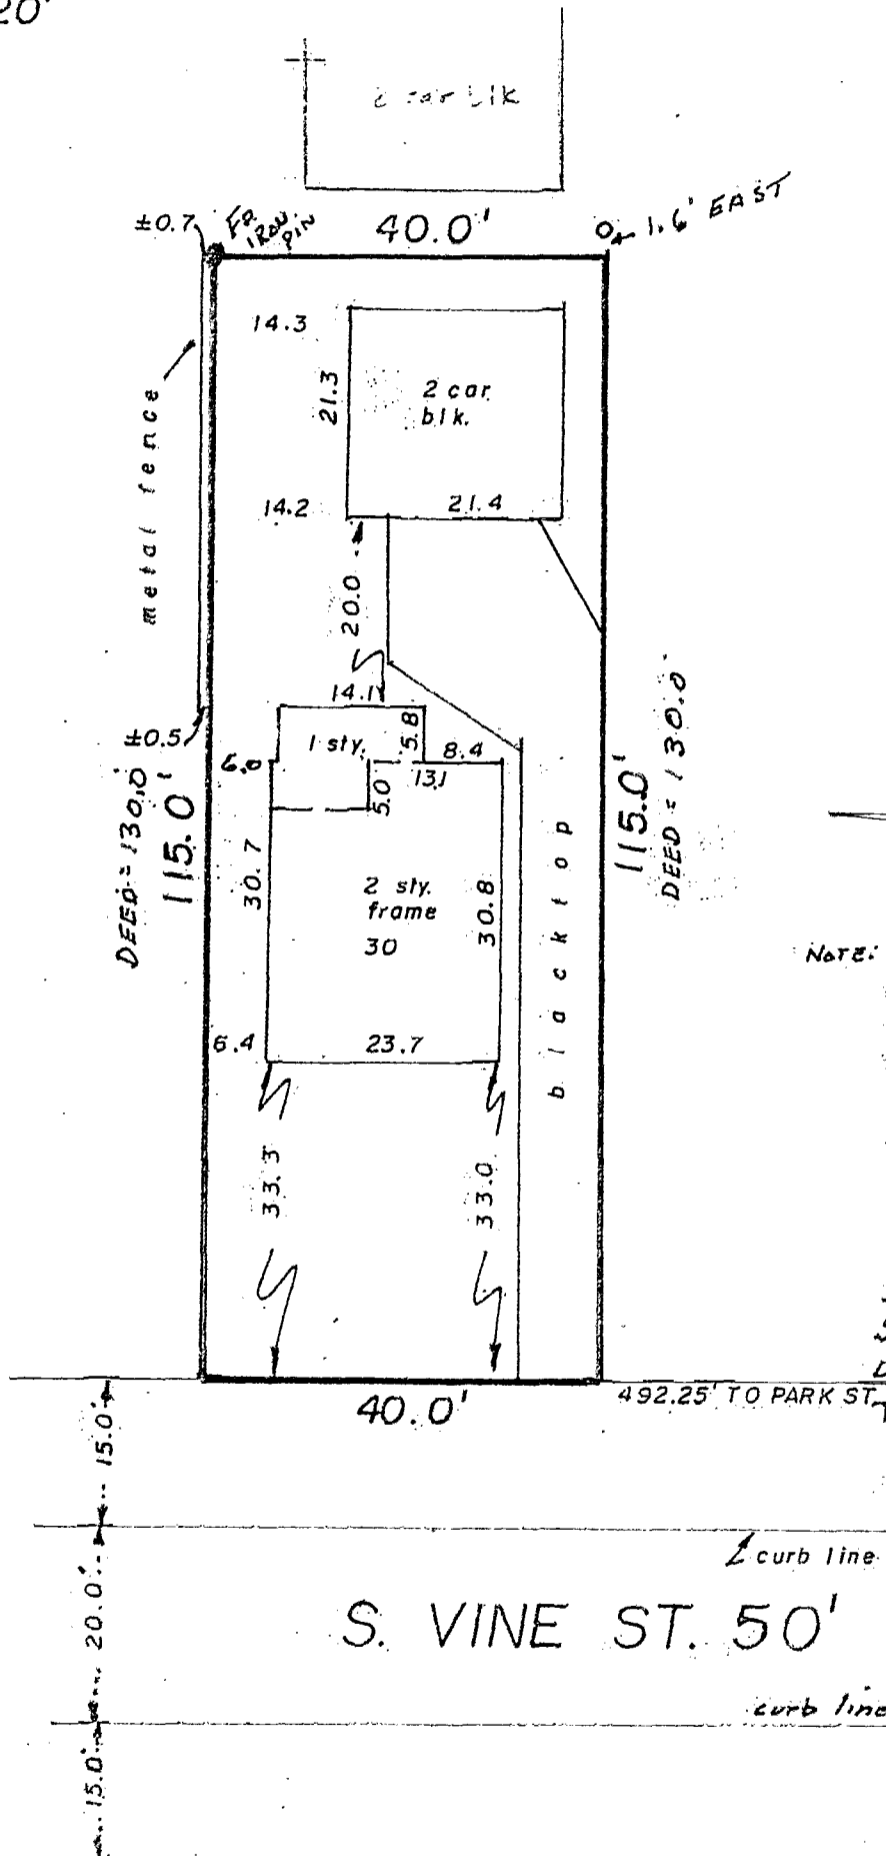 20'
2 car blk
±0.7
FD. IRON PIN
40.0'
1.6' EAST
14.3
21.3
2 car
blk.
metal fence
14.2
21.4
20.0
14.1
±0.5
1 sty.
5.8
8.4
6.0
13.1
5.0
DEED = 130.0'
115.0'
115.0'
DEED = 130.0'
30.7
2 sty.
frame
30
30.8
blacktop
NOTE:
6.4
23.7
33.3
33.0
40.0'
492.25' TO PARK ST.
15.0'
curb line
20.0'
S. VINE ST. 50'
curb line
15.0'